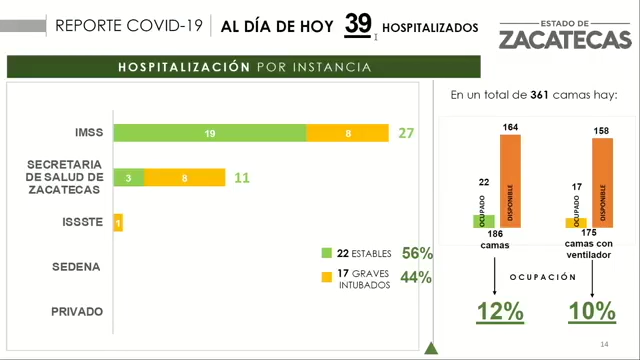 REPORTE COVID-19
AL DÍA DE HOY 39 HOSPITALIZADOS
ESTADO DE
ZACATECAS
HOSPITALIZACIÓN POR INSTANCIA
En un total de 361 camas hay:
IMSS 19 8 27
SECRETARIA
DE SALUD DE
ZACATECAS
3 8 11
ISSSTE 1
SEDENA
PRIVADO
22 ESTABLES 56%
17 GRAVES
INTUBADOS
44%
22 164
OCUPADO DISPONIBLE
186
camas
17 158
OCUPADO DISPONIBLE
175
camas con
ventilador
OCUPACIÓN
12% 10%
14